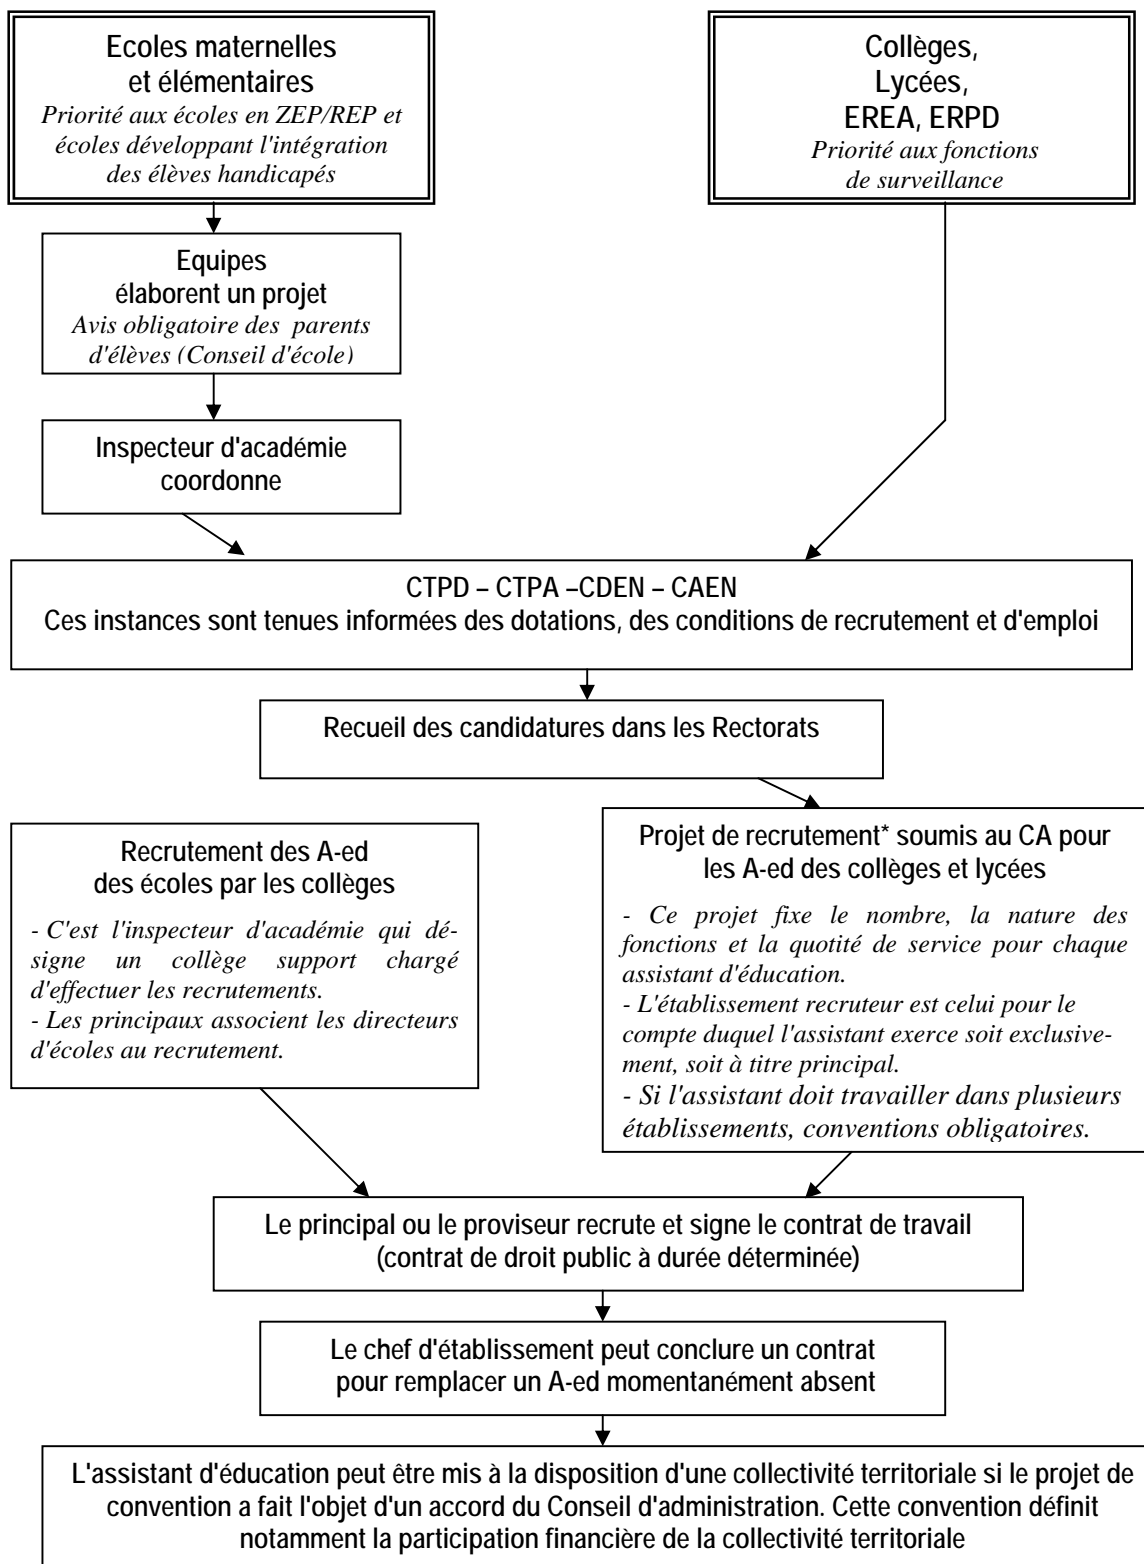 Ecoles maternelles
et élémentaires
Priorité aux écoles en ZEP/REP et
écoles développant l'intégration
des élèves handicapés
Collèges,
Lycées,
EREA, ERPD
Priorité aux fonctions
de surveillance
Equipes
élaborent un projet
Avis obligatoire des parents
d'élèves (Conseil d'école)
Inspecteur d'académie
coordonne
CTPD – CTPA –CDEN – CAEN
Ces instances sont tenues informées des dotations, des conditions de recrutement et d'emploi
Recueil des candidatures dans les Rectorats
Recrutement des A-ed
des écoles par les collèges
- C'est l'inspecteur d'académie qui dé-
signe un collège support chargé
d'effectuer les recrutements.
- Les principaux associent les directeurs
d'écoles au recrutement.
Projet de recrutement* soumis au CA pour
les A-ed des collèges et lycées
- Ce projet fixe le nombre, la nature des
fonctions et la quotité de service pour chaque
assistant d'éducation.
- L'établissement recruteur est celui pour le
compte duquel l'assistant exerce soit exclusive-
ment, soit à titre principal.
- Si l'assistant doit travailler dans plusieurs
établissements, conventions obligatoires.
Le principal ou le proviseur recrute et signe le contrat de travail
(contrat de droit public à durée déterminée)
Le chef d'établissement peut conclure un contrat
pour remplacer un A-ed momentanément absent
L'assistant d'éducation peut être mis à la disposition d'une collectivité territoriale si le projet de
convention a fait l'objet d'un accord du Conseil d'administration. Cette convention définit
notamment la participation financière de la collectivité territoriale